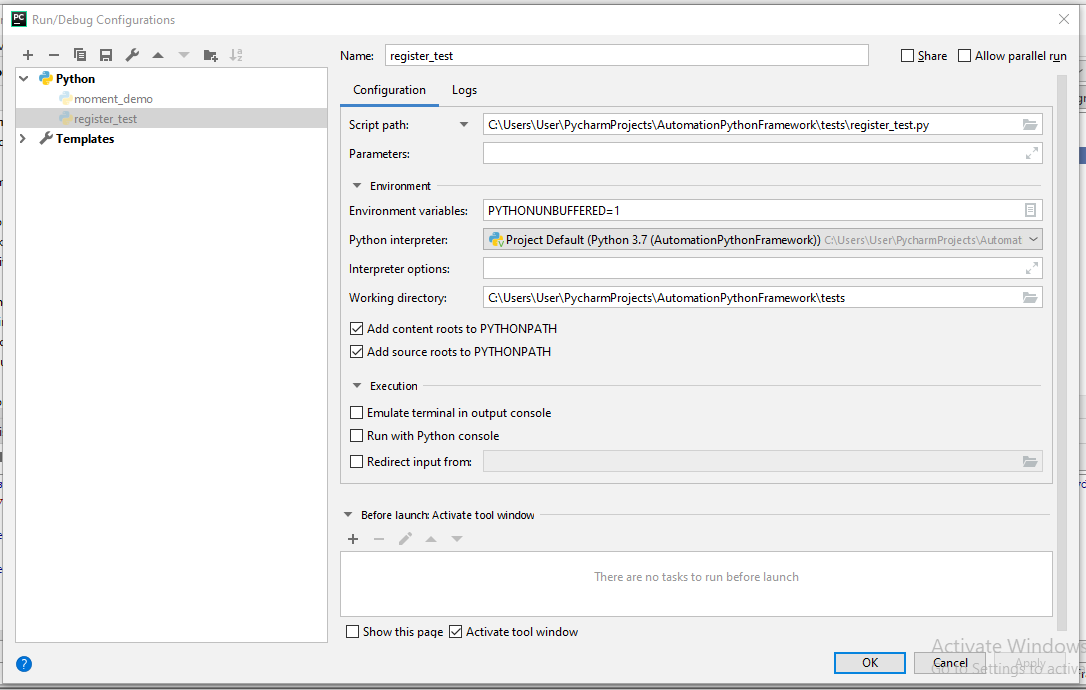 PC Run/Debug Configurations
Name: register_test Share Allow parallel run
Python
moment_demo
register_test
Templates
Configuration Logs
Script path: C:\Users\User\PycharmProjects\AutomationPythonFramework\tests\register_test.py
Parameters:
Environment
Environment variables: PYTHONUNBUFFERED=1
Python interpreter: Project Default (Python 3.7 (AutomationPythonFramework)) C:\Users\User\PycharmProjects\Automat
Interpreter options:
Working directory: C:\Users\User\PycharmProjects\AutomationPythonFramework\tests
Add content roots to PYTHONPATH
Add source roots to PYTHONPATH
Execution
Emulate terminal in output console
Run with Python console
Redirect input from:
Before launch: Activate tool window
There are no tasks to run before launch
Show this page Activate tool window
Activate Windows
Go to Settings to activa
? OK Cancel Apply